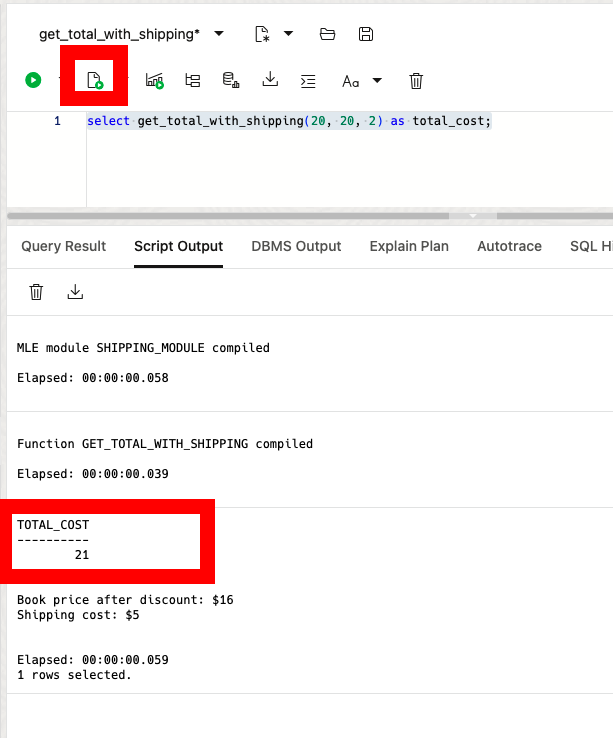 get_total_with_shipping*
Aa
1 select get_total_with_shipping(20, 20, 2) as total_cost;
Query Result Script Output DBMS Output Explain Plan Autotrace SQL Hi
MLE module SHIPPING_MODULE compiled
Elapsed: 00:00:00.058
Function GET_TOTAL_WITH_SHIPPING compiled
Elapsed: 00:00:00.039
TOTAL_COST
----------
21
Book price after discount: $16
Shipping cost: $5
Elapsed: 00:00:00.059
1 rows selected.